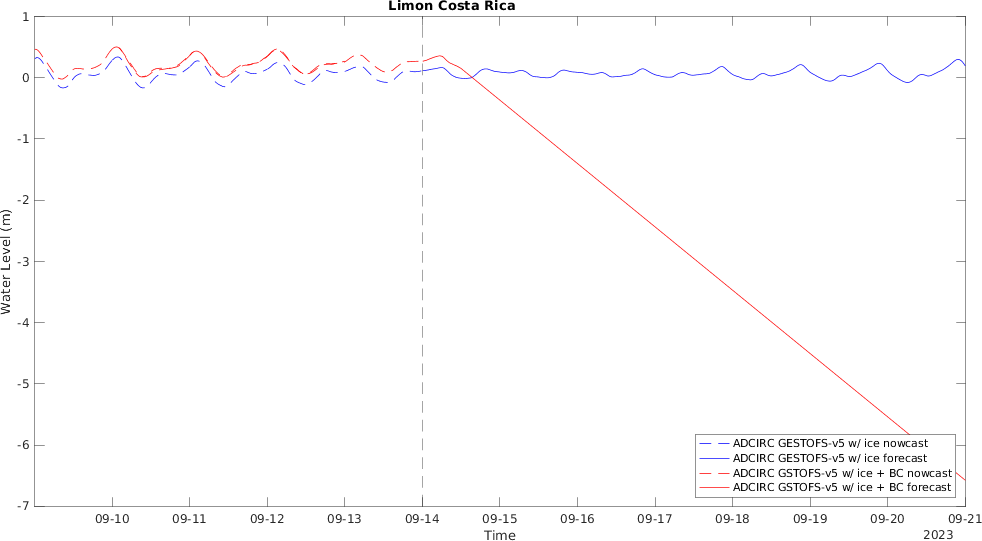 Limon Costa Rica
1
0
-1
-2
-3
-4
-5
-6
-7
Water Level (m)
ADCIRC GESTOFS-v5 w/ ice nowcast
ADCIRC GESTOFS-v5 w/ ice forecast
ADCIRC GSTOFS-v5 w/ ice + BC nowcast
ADCIRC GSTOFS-v5 w/ ice + BC forecast
09-10 09-11 09-12 09-13 09-14 09-15 09-16 09-17 09-18 09-19 09-20 09-21
Time
2023